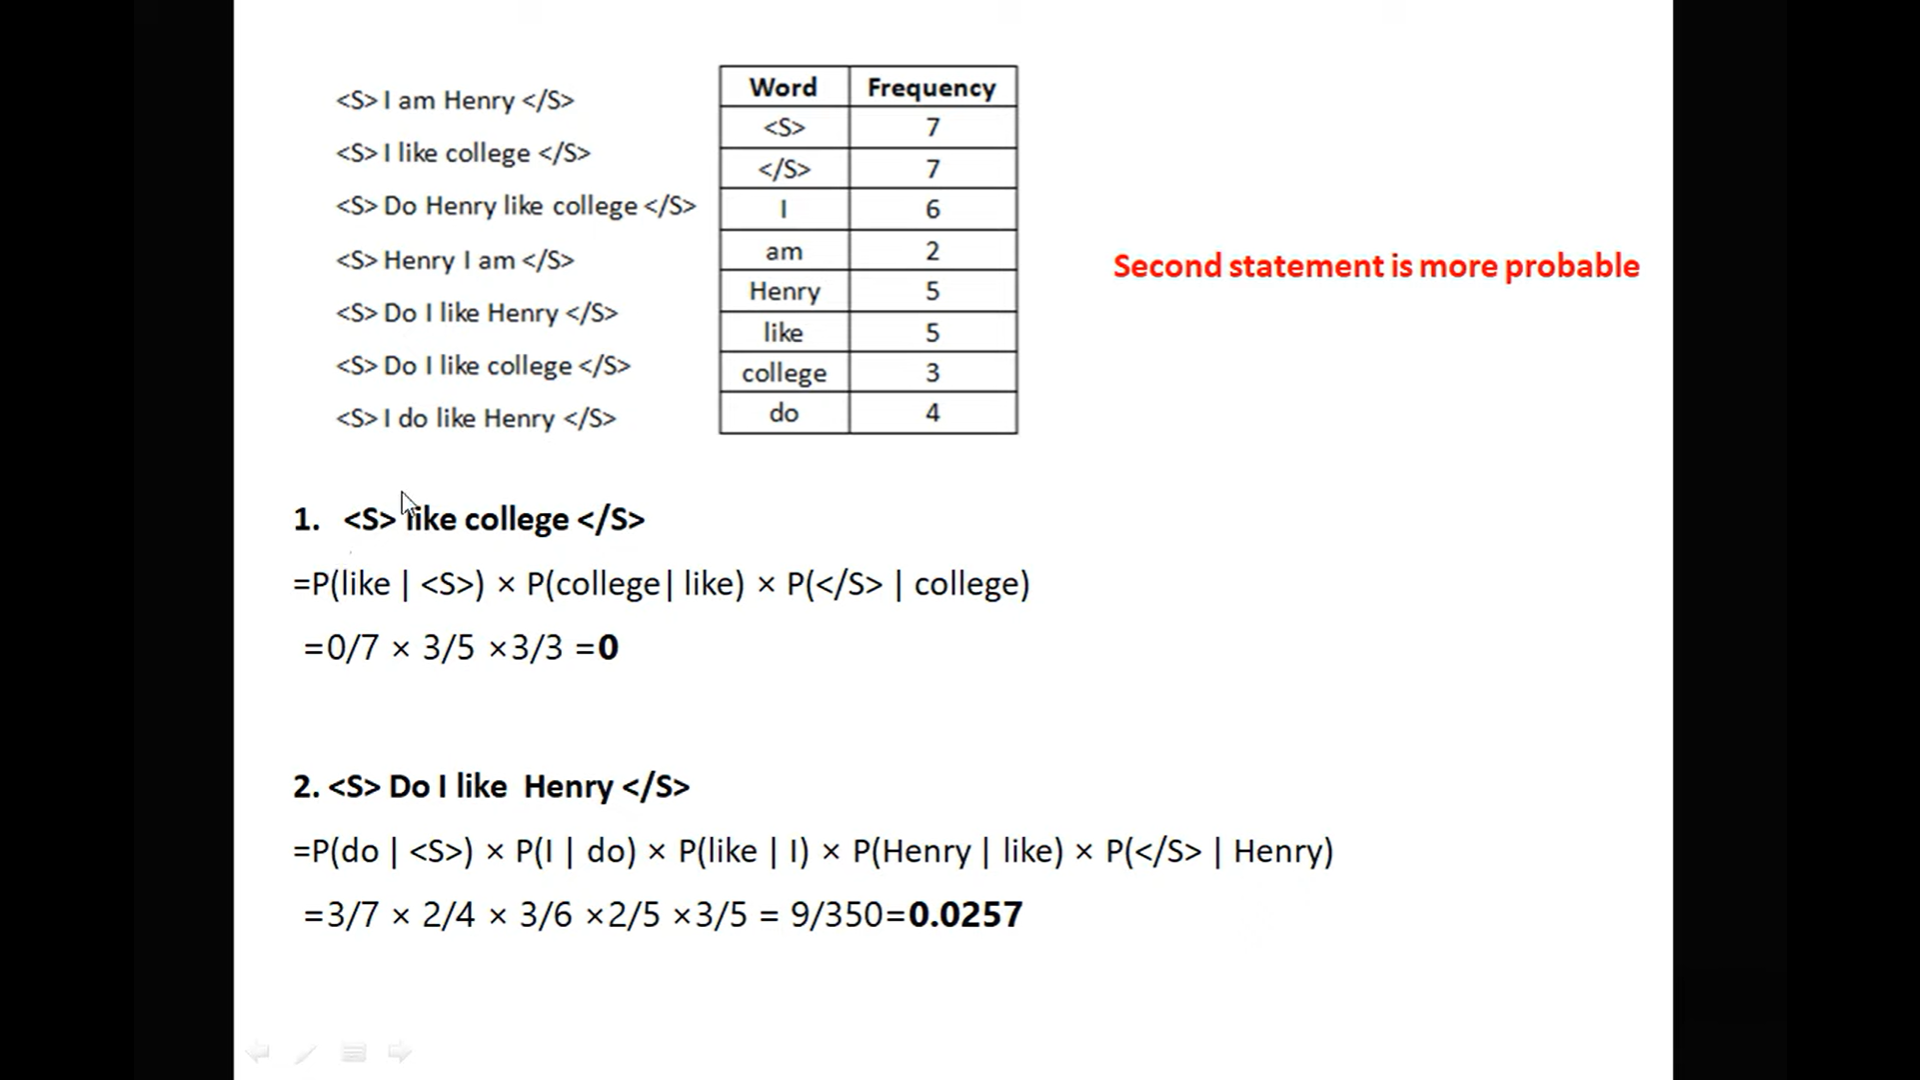 <S> I am Henry </S>
<S> I like college </S>
<S> Do Henry like college </S>
<S> Henry I am </S>
<S> Do I like Henry </S>
<S> Do I like college </S>
<S> I do like Henry </S>
Word Frequency
<S> 7
</S> 7
I 6
am 2
Henry 5
like 5
college 3
do 4
Second statement is more probable
1. <S> like college </S>
=P(like | <S>) × P(college| like) × P(</S> | college)
=0/7 × 3/5 ×3/3 =0
2. <S> Do I like Henry </S>
=P(do | <S>) × P(I | do) × P(like | I) × P(Henry | like) × P(</S> | Henry)
=3/7 × 2/4 × 3/6 ×2/5 ×3/5 = 9/350=0.0257